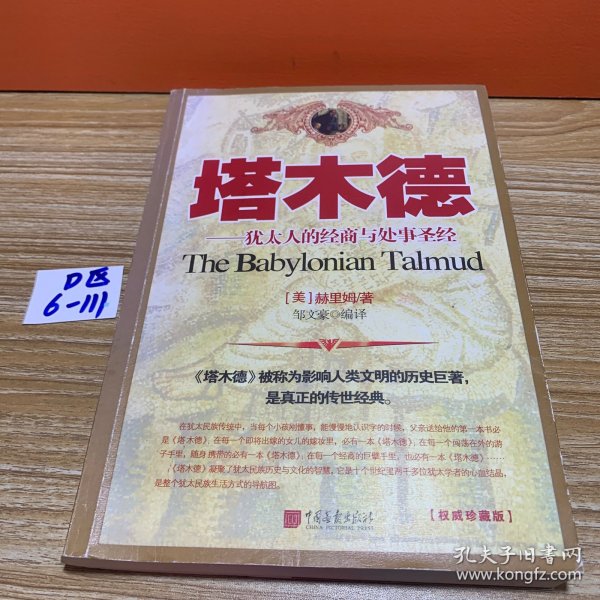 塔木德
——犹太人的经商与处事圣经
The Babylonian Talmud
[美]赫里姆/著
邹文豪◎编译
《塔木德》被称为影响人类文明的历史巨著，
是真正的传世经典。
在犹太民族传统中，当每个小孩刚懂事，能慢慢地认识字的时候，父亲送给他的第一本书必
是《塔木德》；在每一个即将出嫁的女儿的嫁妆里，必有一本《塔木德》；在每一个闯荡在外的游
子手里，随身携带的必有一本《塔木德》；在每一个经商的巨擘手里，也必有一本《塔木德》……
《塔木德》凝聚了犹太民族历史与文化的智慧，它是十个世纪里两千多位犹太学者的心血结晶，
是整个犹太民族生活方式的导航图。
中国画报出版社
CHINA PICTORIAL PRESS
【权威珍藏版】
D区
6-111
孔夫子旧书网
www.kongfz.com